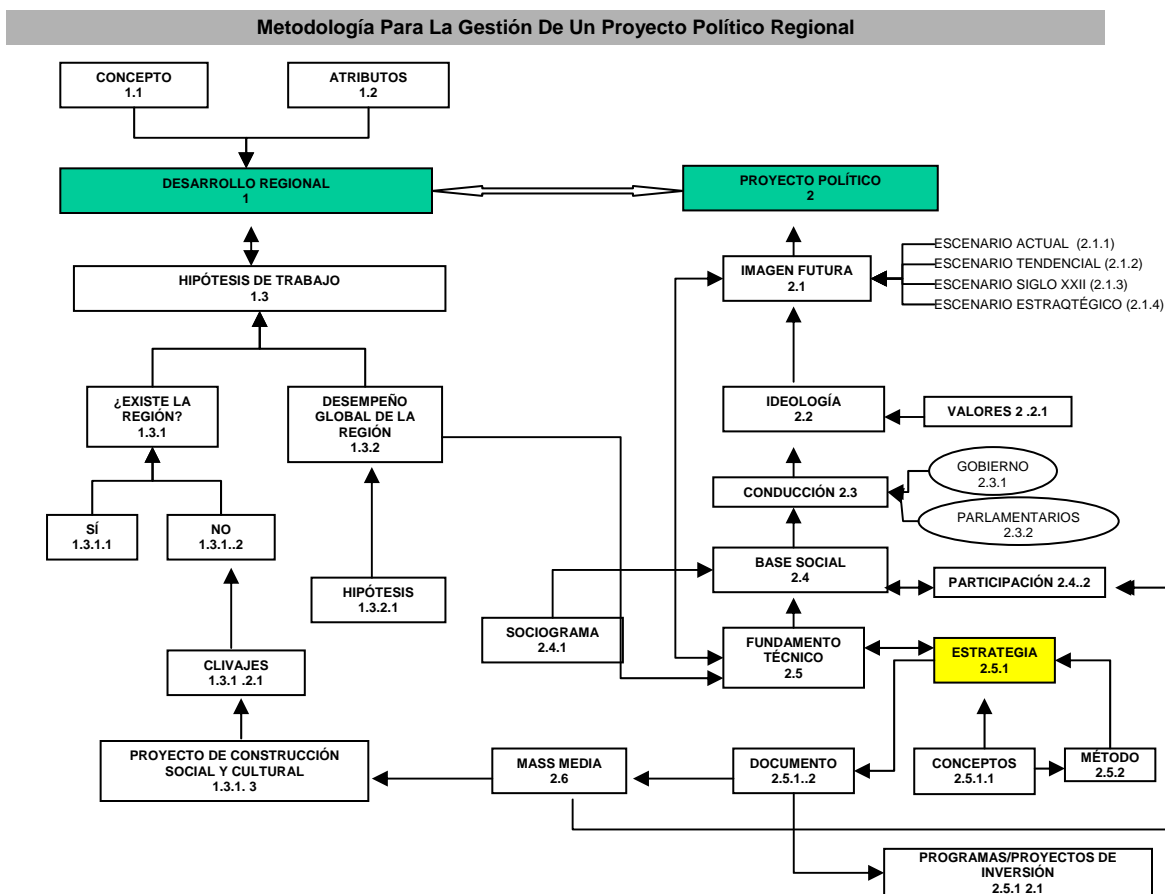 Metodología Para La Gestión De Un Proyecto Político Regional
CONCEPTO
1.1
ATRIBUTOS
1.2
DESARROLLO REGIONAL
1
PROYECTO POLÍTICO
2
HIPÓTESIS DE TRABAJO
1.3
IMAGEN FUTURA
2.1
ESCENARIO ACTUAL (2.1.1)
ESCENARIO TENDENCIAL (2.1.2)
ESCENARIO SIGLO XXII (2.1.3)
ESCENARIO ESTRAQTÉGICO (2.1.4)
¿EXISTE LA
REGIÓN?
1.3.1
DESEMPEÑO
GLOBAL DE LA
REGIÓN
1.3.2
IDEOLOGÍA
2.2
VALORES 2 .2.1
CONDUCCIÓN 2.3
GOBIERNO
2.3.1
PARLAMENTARIOS
2.3.2
SÍ
1.3.1.1
NO
1.3.1..2
HIPÓTESIS
1.3.2.1
BASE SOCIAL
2.4
PARTICIPACIÓN 2.4..2
SOCIOGRAMA
2.4.1
FUNDAMENTO
TÉCNICO
2.5
ESTRATEGIA
2.5.1
CLIVAJES
1.3.1 .2.1
PROYECTO DE CONSTRUCCIÓN
SOCIAL Y CULTURAL
1.3.1. 3
MASS MEDIA
2.6
DOCUMENTO
2.5.1..2
CONCEPTOS
2.5.1.1
MÉTODO
2.5.2
PROGRAMAS/PROYECTOS DE
INVERSIÓN
2.5.1 2.1